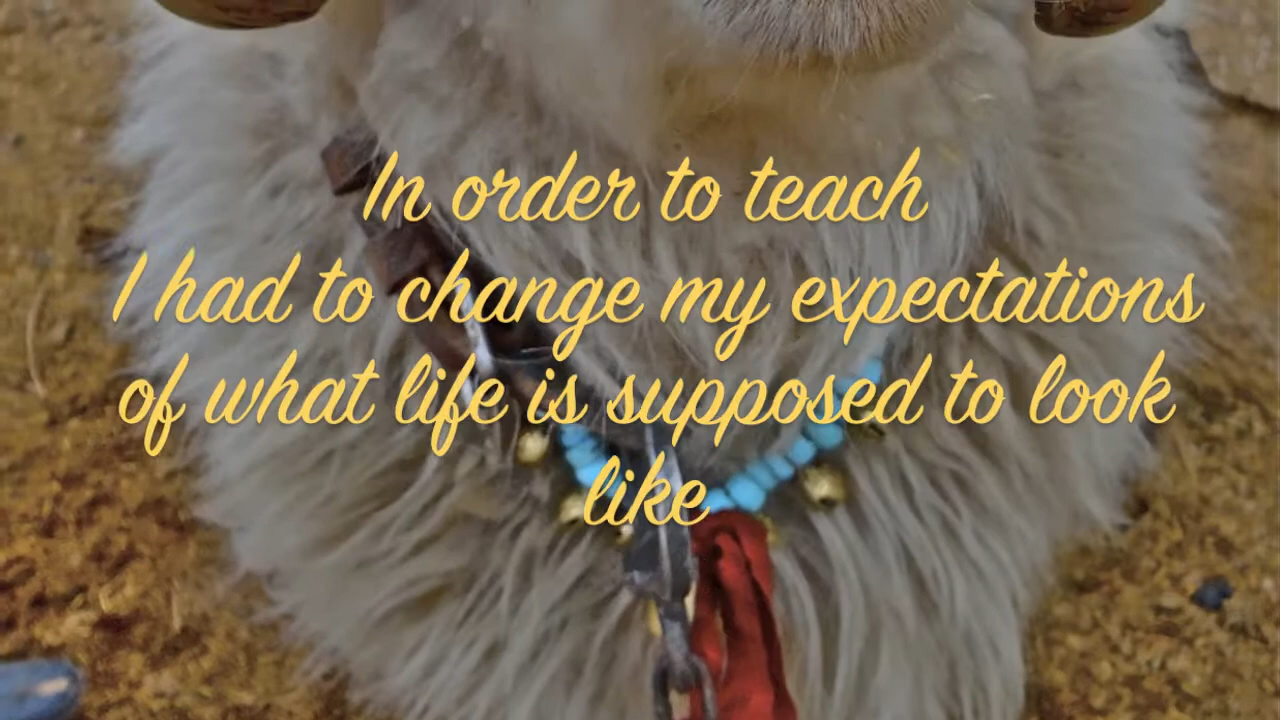 In order to teach
I had to change my expectations
of what life is supposed to look
like